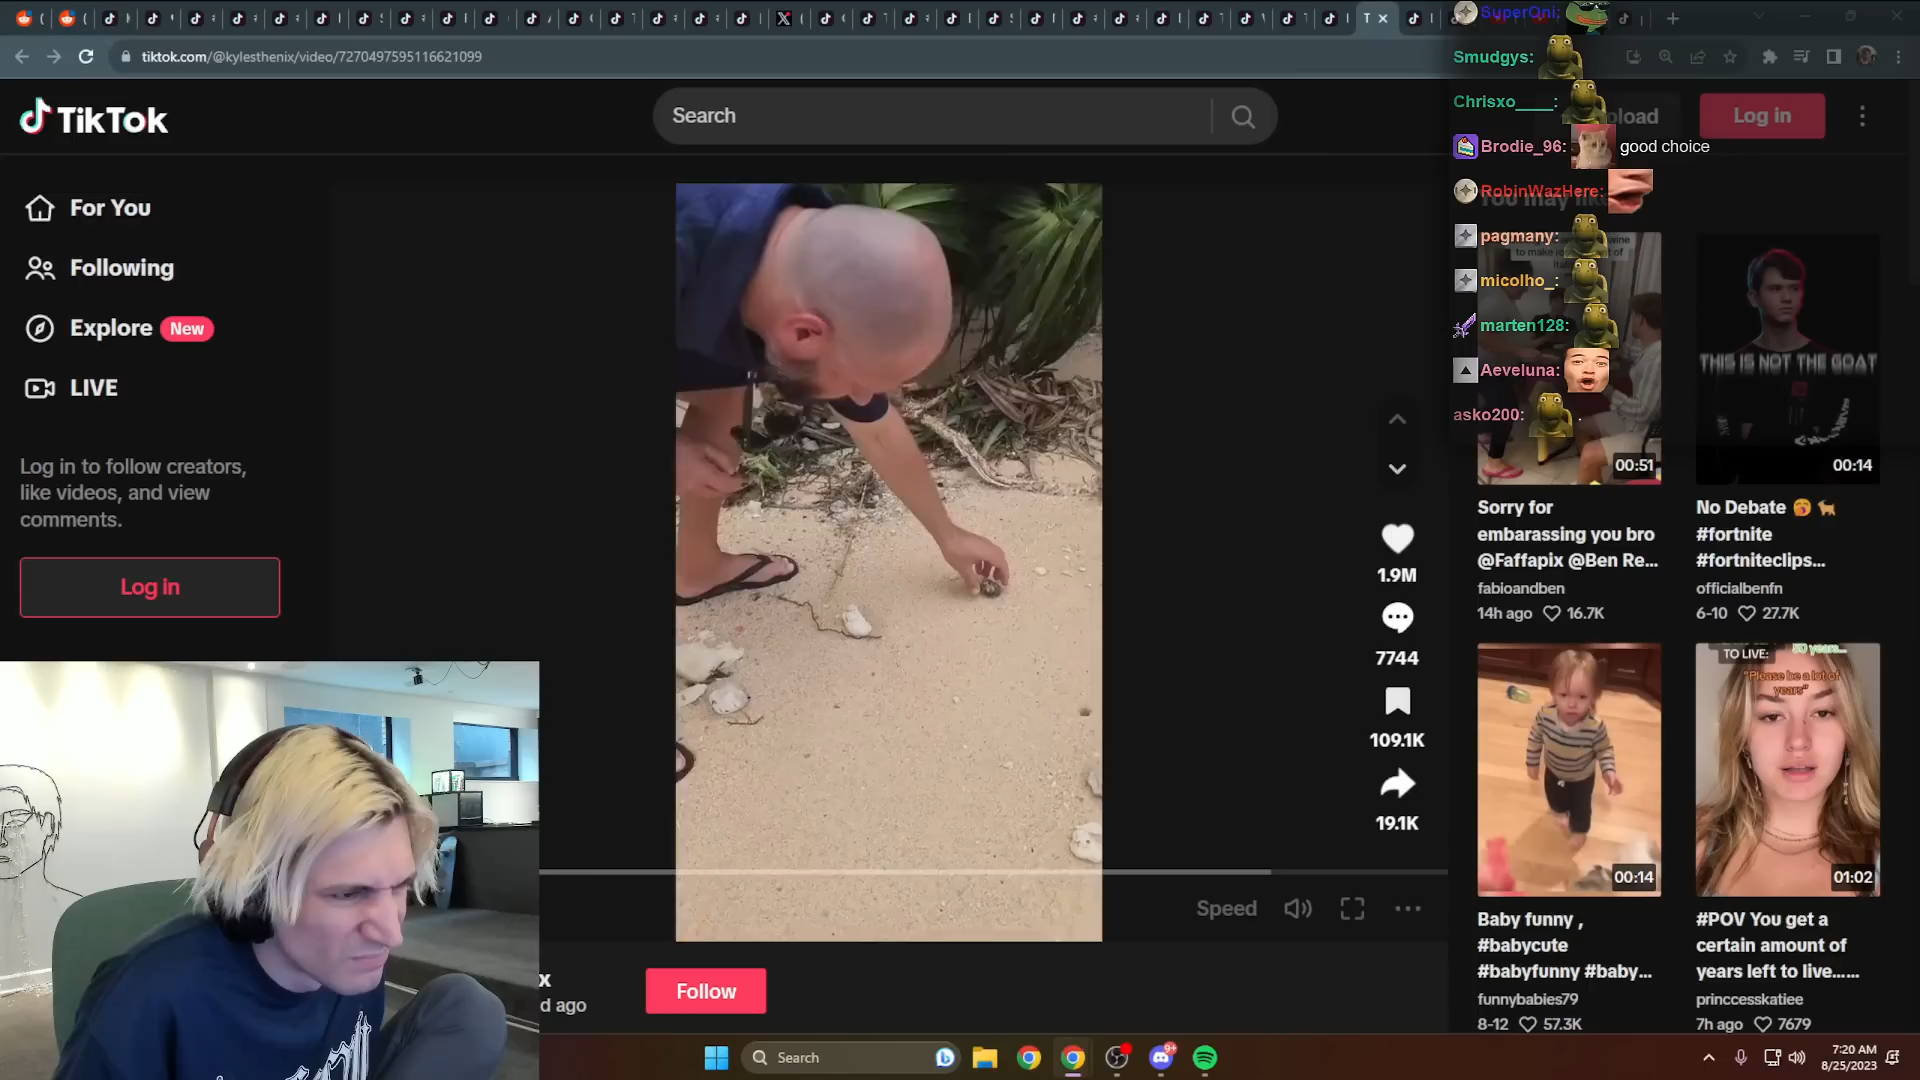 tiktok.com/@kylesthenix/video/7270497595116621099
SuperOni:
Smudgys:
Chrisxo____:
Brodie_96: good choice
RobinWazHere:
pagmany:
micolho_:
marten128:
Aeveluna:
asko200: .
TikTok
Search
Log in
For You
Following
Explore New
LIVE
Log in to follow creators,
like videos, and view
comments.
Log in
1.9M
7744
109.1K
19.1K
Speed
x
d ago
Follow
00:51
Sorry for
embarassing you bro
@Faffapix @Ben Re...
fabioandben
14h ago 16.7K
THIS IS NOT THE GOAT
00:14
No Debate 🥱 🐐
#fortnite
#fortniteclips...
officialbenfn
6-10 27.7K
00:14
Baby funny ,
#babycute
#babyfunny #baby...
funnybabies79
8-12 57.3K
TO LIVE:
"Please be a lot of
years"
01:02
#POV You get a
certain amount of
years left to live......
princcesskatiee
7h ago 7679
Search
9+
7:20 AM
8/25/2023